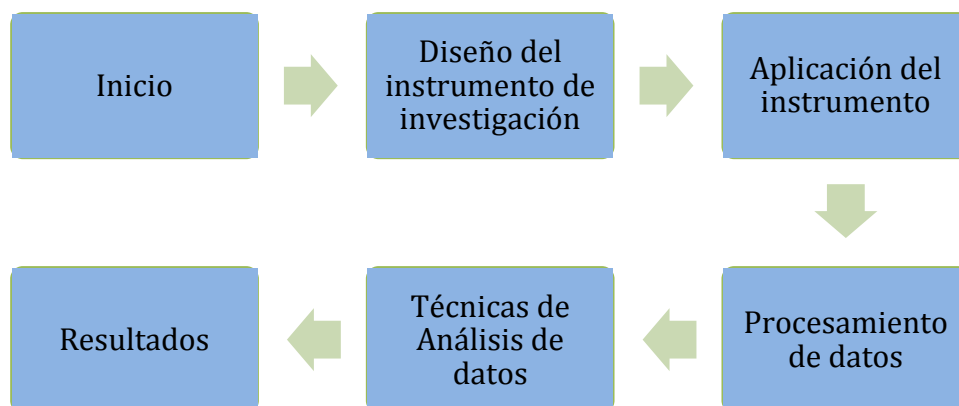 Inicio
Diseño del
instrumento de
investigación
Aplicación del
instrumento
Procesamiento
de datos
Técnicas de
Análisis de
datos
Resultados